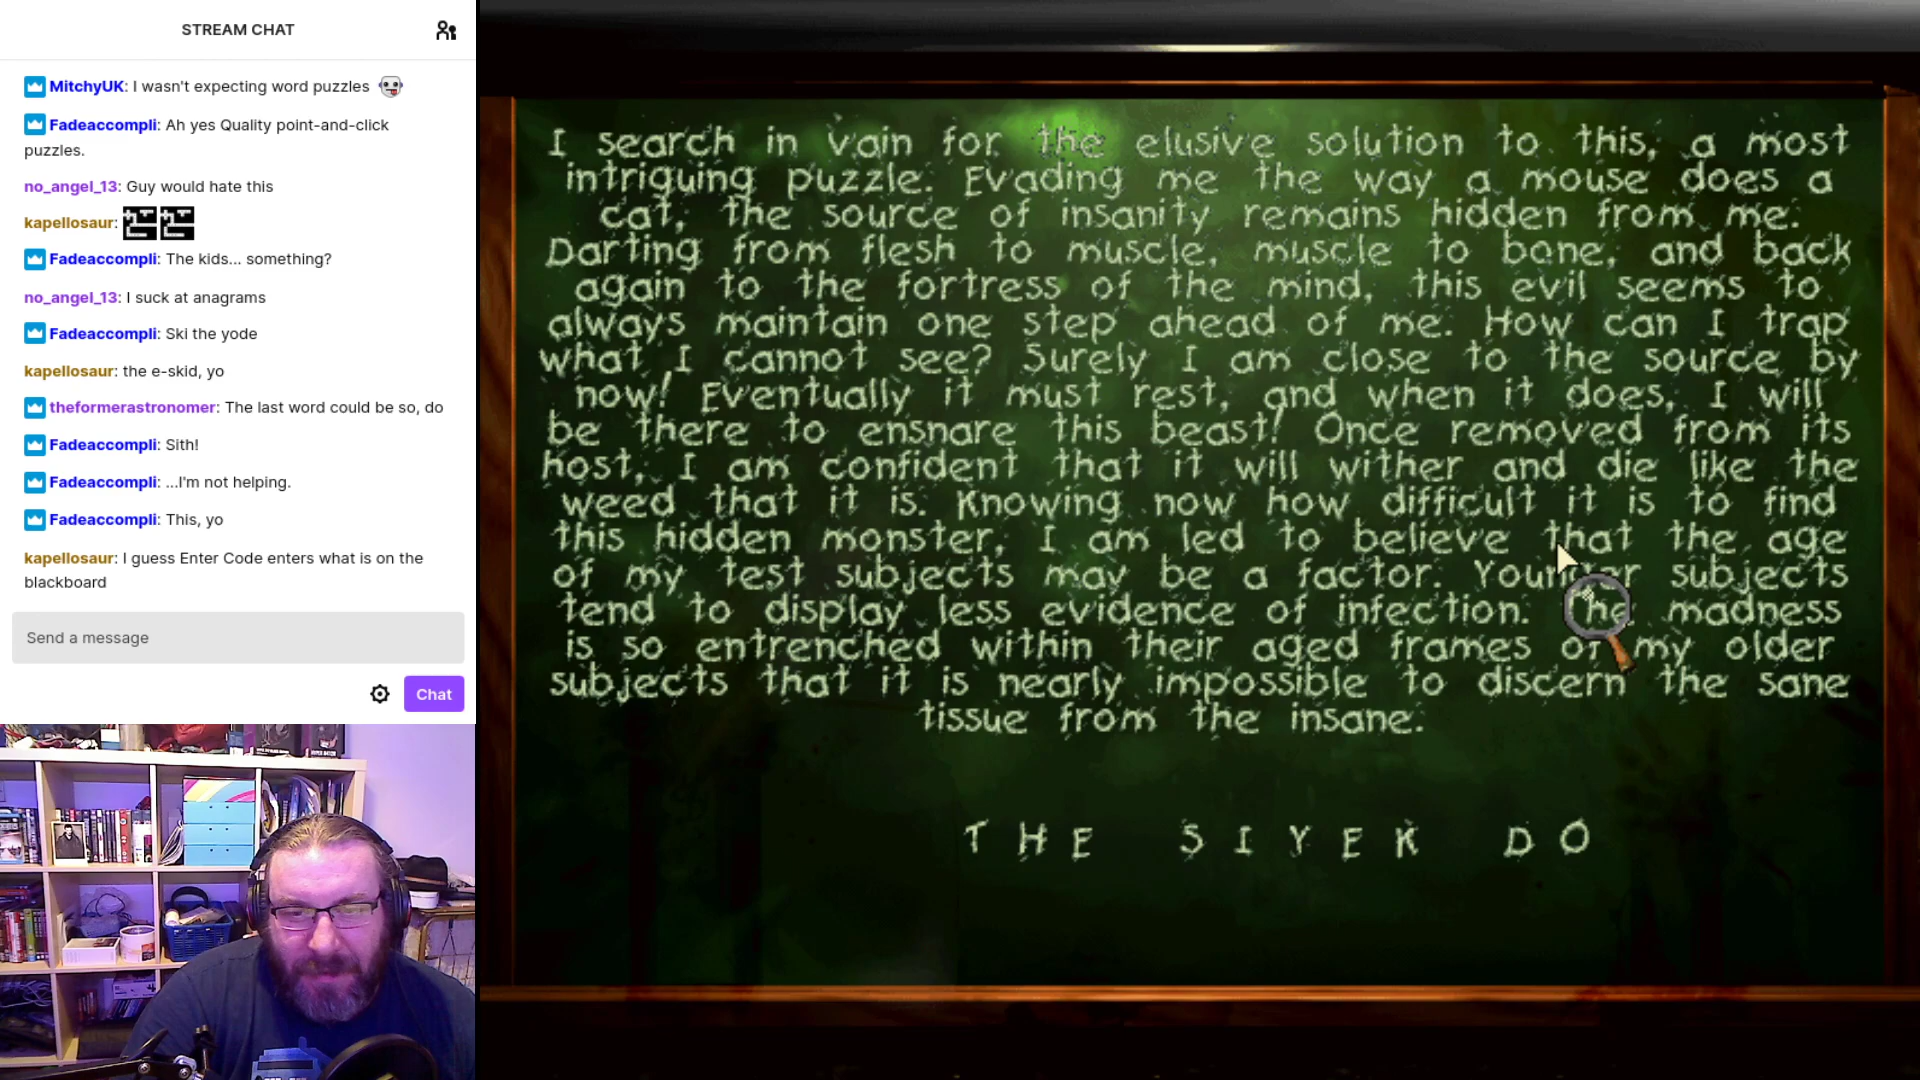 STREAM CHAT
MitchyUK: I wasn't expecting word puzzles
Fadeaccompli: Ah yes Quality point-and-click
puzzles.
no_angel_13: Guy would hate this
kapellosaur:
Fadeaccompli: The kids... something?
no_angel_13: I suck at anagrams
Fadeaccompli: Ski the yode
kapellosaur: the e-skid, yo
theformerastronomer: The last word could be so, do
Fadeaccompli: Sith!
Fadeaccompli: ...I'm not helping.
Fadeaccompli: This, yo
kapellosaur: I guess Enter Code enters what is on the
blackboard
Send a message
Chat
I search in vain for the elusive solution to this, a most
intriguing puzzle. Evading me the way a mouse does a
cat, the source of insanity remains hidden from me.
Darting from flesh to muscle, muscle to bone, and back
again to the fortress of the mind, this evil seems to
always maintain one step ahead of me. How can I trap
what I cannot see? Surely I am close to the source by
now! Eventually it must rest, and when it does, I will
be there to ensnare this beast! Once removed from its
host, I am confident that it will wither and die like the
weed that it is. Knowing now how difficult it is to find
this hidden monster, I am led to believe that the age
of my test subjects may be a factor. Younger subjects
tend to display less evidence of infection. The madness
is so entrenched within their aged frames of my older
subjects that it is nearly impossible to discern the sane
tissue from the insane.
THE SIYEK DO